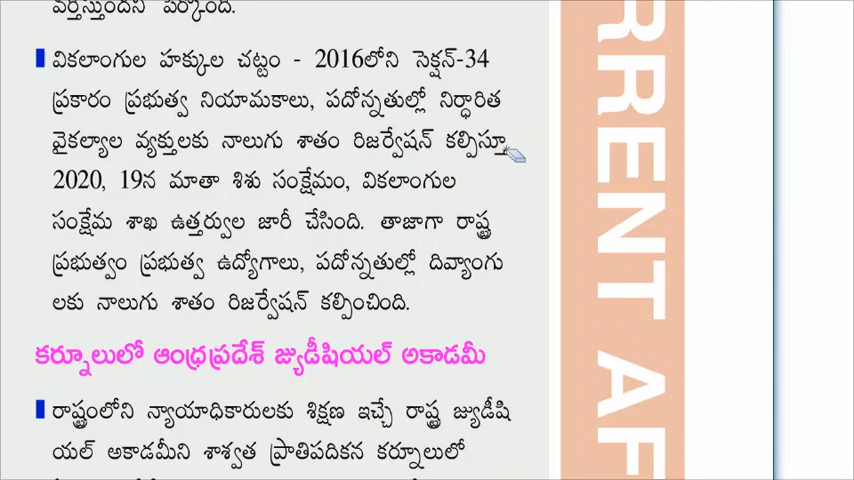 వర్తిస్తుందని పేర్కొంది.
వికలాంగుల హక్కుల చట్టం - 2016లోని సెక్షన్-34
ప్రకారం ప్రభుత్వ నియామకాలు, పదోన్నతుల్లో నిర్ధారిత
వైకల్యాల వ్యక్తులకు నాలుగు శాతం రిజర్వేషన్ కల్పిస్తూ
2020, 19న మాతా శిశు సంక్షేమం, వికలాంగుల
సంక్షేమ శాఖ ఉత్తర్వుల జారీ చేసింది. తాజాగా రాష్ట్ర
ప్రభుత్వం ప్రభుత్వ ఉద్యోగాలు, పదోన్నతుల్లో దివ్యాంగు
లకు నాలుగు శాతం రిజర్వేషన్ కల్పించింది.
కర్నూలులో ఆంధ్రప్రదేశ్ జ్యుడీషియల్ అకాడమీ
రాష్ట్రంలోని న్యాయాధికారులకు శిక్షణ ఇచ్చే రాష్ట్ర జ్యుడీషి
యల్ అకాడమీని శాశ్వత ప్రాతిపదికన కర్నూలులో
RRENT AF